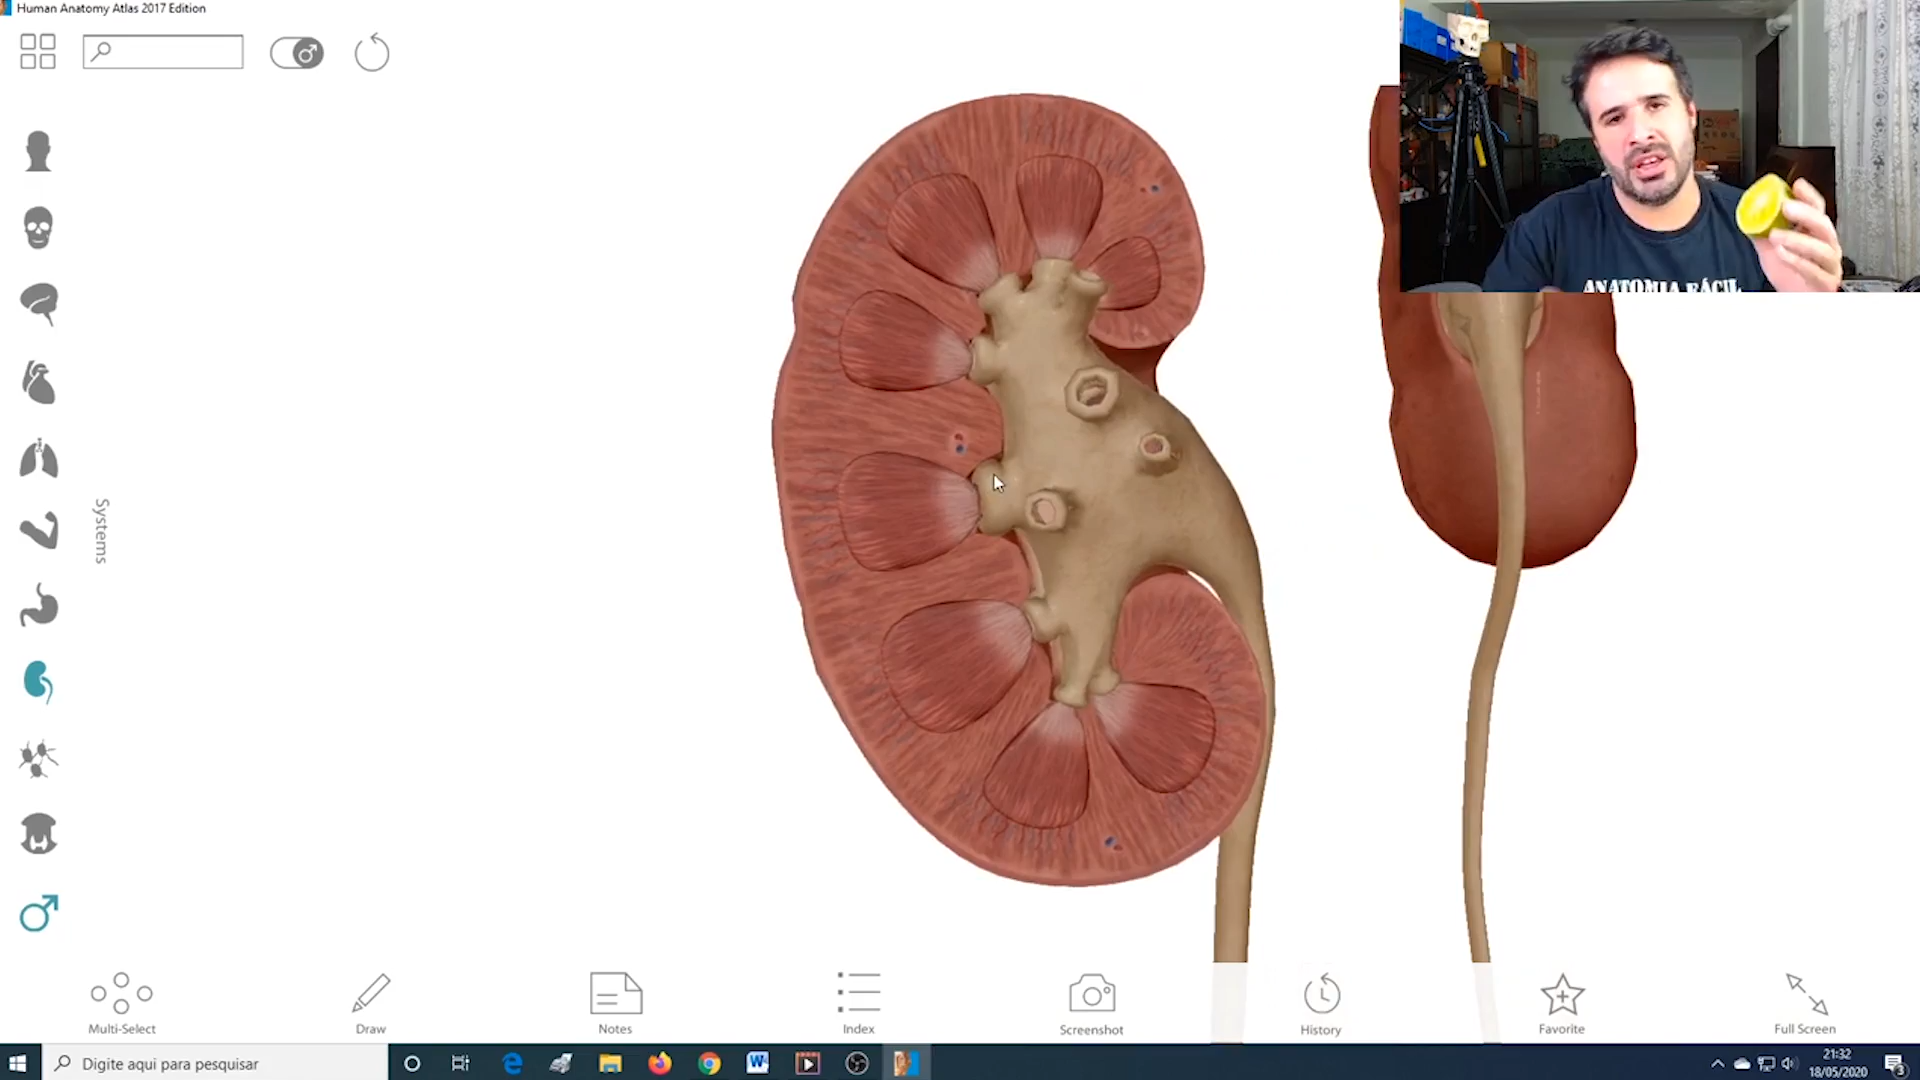 Human Anatomy Atlas 2017 Edition
Systems
ANATOMIA FÁCIL
Multi-Select
Draw
Notes
Index
Screenshot
History
Favorite
Full Screen
Digite aqui para pesquisar
21:32
18/05/2020
3